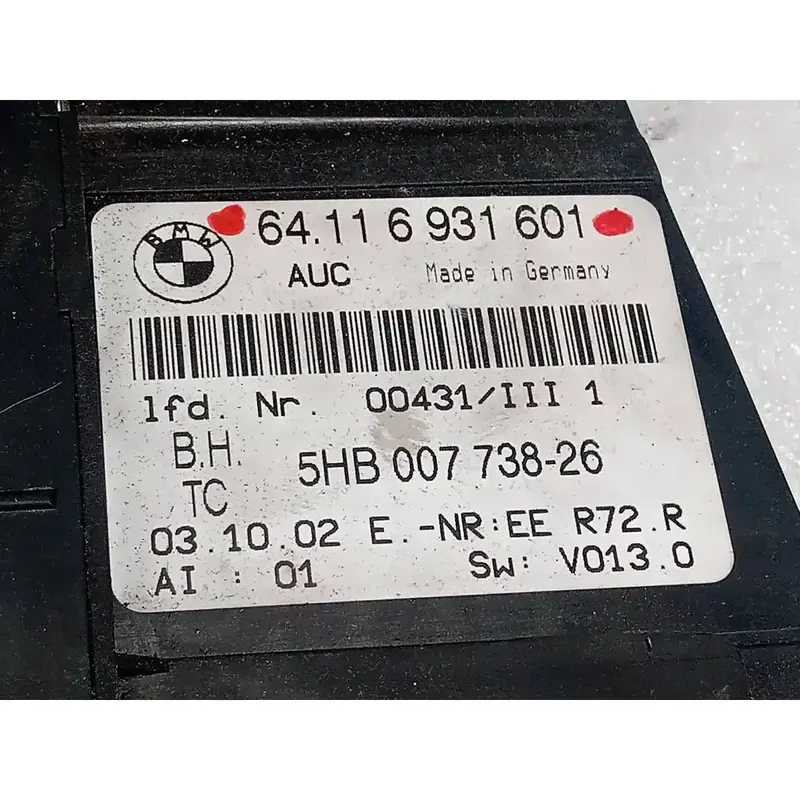 BMW
64.11 6 931 601
AUC Made in Germany
lfd. Nr. 00431/III 1
B.H.
5HB 007 738-26
TC
03.10.02 E.-NR:EE R72.R
AI : 01 Sw: V013.0